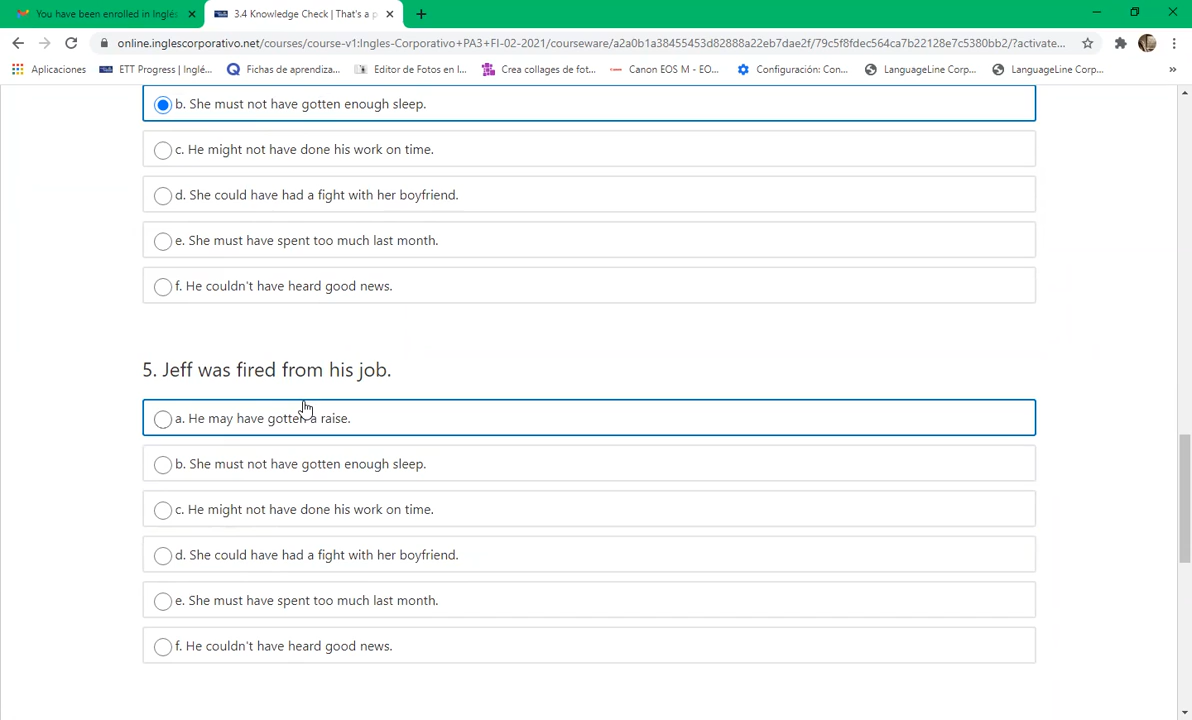 You have been enrolled in Inglés
3.4 Knowledge Check | That's a p
online.inglescorporativo.net/courses/course-v1:Ingles-Corporativo+PA3+FI-02-2021/courseware/a2a0b1a38455453d82888a22eb7dae2f/79c5f8fdec564ca7b22128e7c5380bb2/?activate...
Aplicaciones
ETT Progress | Inglé...
Fichas de aprendiza...
Editor de Fotos en l...
Crea collages de fot...
Canon EOS M - EO...
Configuración: Con...
LanguageLine Corp...
LanguageLine Corp...
b. She must not have gotten enough sleep.
c. He might not have done his work on time.
d. She could have had a fight with her boyfriend.
e. She must have spent too much last month.
f. He couldn't have heard good news.
5. Jeff was fired from his job.
a. He may have gotten a raise.
b. She must not have gotten enough sleep.
c. He might not have done his work on time.
d. She could have had a fight with her boyfriend.
e. She must have spent too much last month.
f. He couldn't have heard good news.